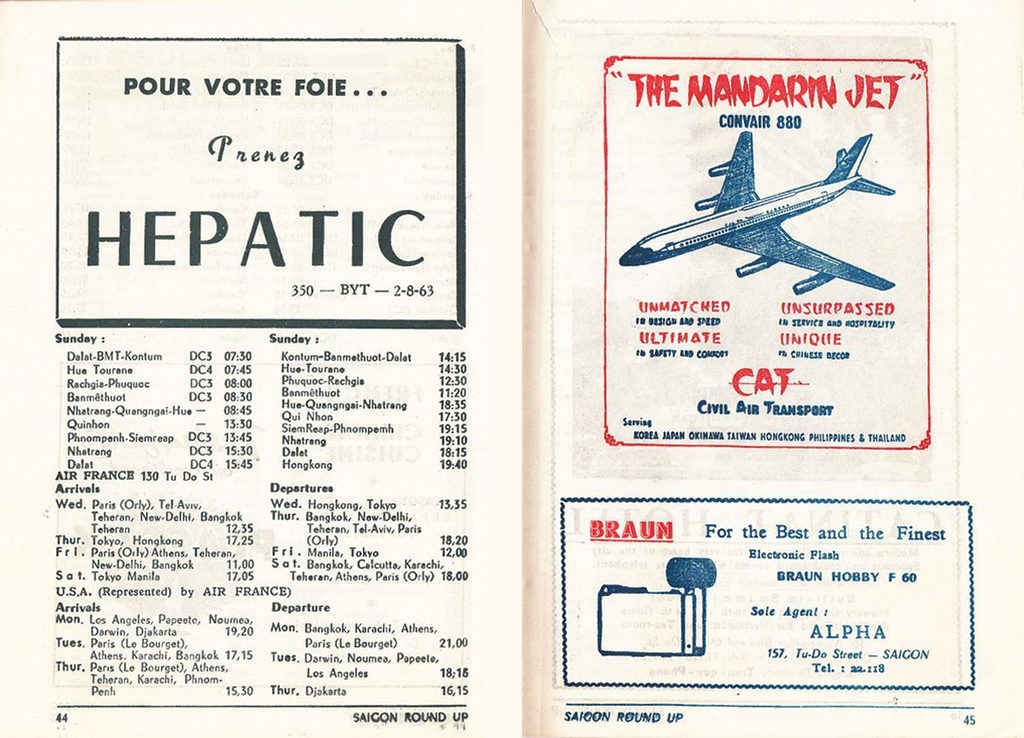 POUR VOTRE FOIE...
Prenez
HEPATIC
350 — BYT — 2-8-63
Sunday :
Dalat-BMT-Kontum DC3 07:30
Hue Tourane DC4 07:45
Rachgia-Phuquoc DC3 08:00
Banmêthuot DC3 08:30
Nhatrang-Quangngai-Hue — 08:45
Quinhon — 13:30
Phnompenh-Siemreap DC3 13:45
Nhatrang DC3 15:30
Dalat DC4 15:45
Sunday :
Kontum-Banmethuot-Dalat 14:15
Hue-Tourane 14:30
Phuquoc-Rachgia 12:30
Banmêthuot 11:20
Hue-Quangngai-Nhatrang 18:35
Qui Nhon 17:30
SiemReap-Phnompemh 19:15
Nhatrang 19:10
Dalat 18:15
Hongkong 19:40
AIR FRANCE 130 Tu Do St
Arrivals
Wed. Paris (Orly), Tel-Aviv,
Teheran, New-Delhi, Bangkok
Teheran 12,35
Thur. Tokyo, Hongkong 17,25
Fri. Paris (Orly) Athens, Teheran,
New-Delhi, Bangkok 11,00
Sat. Tokyo Manila 17,05
Departures
Wed. Hongkong, Tokyo 13,35
Thur. Bangkok, New-Delhi,
Teheran, Tel-Aviv, Paris
(Orly) 18,20
Fri. Manila, Tokyo 12,00
Sat. Bangkok, Calcutta, Karachi,
Teheran, Athens, Paris (Orly) 18,00
U.S.A. (Represented) by AIR FRANCE)
Arrivals
Mon. Los Angeles, Papeete, Noumea,
Darwin, Djakarta 19,20
Tues. Paris (Le Bourget),
Athens, Karachi, Bangkok 17,15
Thur. Paris (Le Bourget), Athens,
Teheran, Karachi, Phnom-
Penh 15,30
Departure
Mon. Bangkok, Karachi, Athens,
Paris (Le Bourget) 21,00
Tues. Darwin, Noumea, Papeete,
Los Angeles 18,15
Thur. Djakarta 16,15
44 SAIGON ROUND UP
"THE MANDARIN JET"
CONVAIR 880
UNMATCHED
IN DESIGN AND SPEED
ULTIMATE
IN SAFETY AND COMFORT
UNSURPASSED
IN SERVICE AND HOSPITALITY
UNIQUE
IN CHINESE DECOR
CAT
CIVIL AIR TRANSPORT
Serving
KOREA JAPAN OKINAWA TAIWAN HONGKONG PHILIPPINES & THAILAND
BRAUN For the Best and the Finest
Electronic Flash
BRAUN HOBBY F 60
Sole Agent :
ALPHA
157, Tu-Do Street — SAIGON
Tel. : 22.118
SAIGON ROUND UP 45